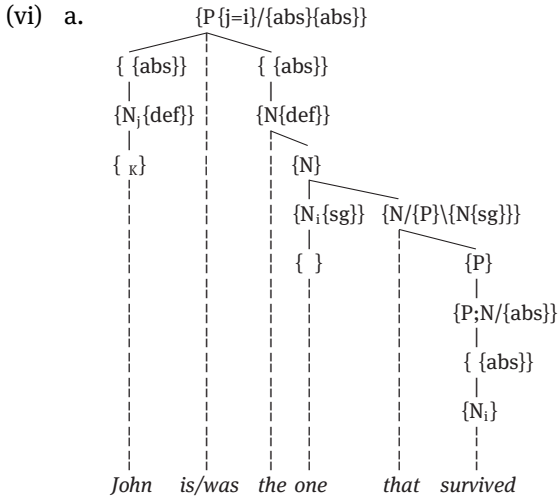 (vi) a. {P{j=i}/{abs}{abs}}
{ {abs}} { {abs}}
{Nⱼ{def}} {N{def}}
{ K} {N}
{Nᵢ{sg}} {N/{P}\{N{sg}}}
{ } {P}
{P;N/{abs}}
{ {abs}}
{Nᵢ}
John is/was the one that survived